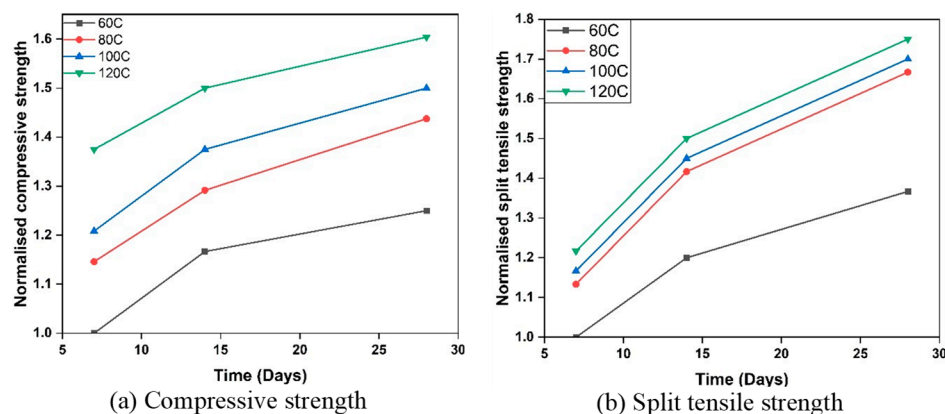 60C
80C
100C
120C
1.6
1.5
1.4
1.3
1.2
1.1
1.0
Normalised compressive strength
5 10 15 20 25 30
Time (Days)
(a) Compressive strength
60C
80C
100C
120C
1.8
1.7
1.6
1.5
1.4
1.3
1.2
1.1
1.0
Normalised split tensile strength
5 10 15 20 25 30
Time (Days)
(b) Split tensile strength